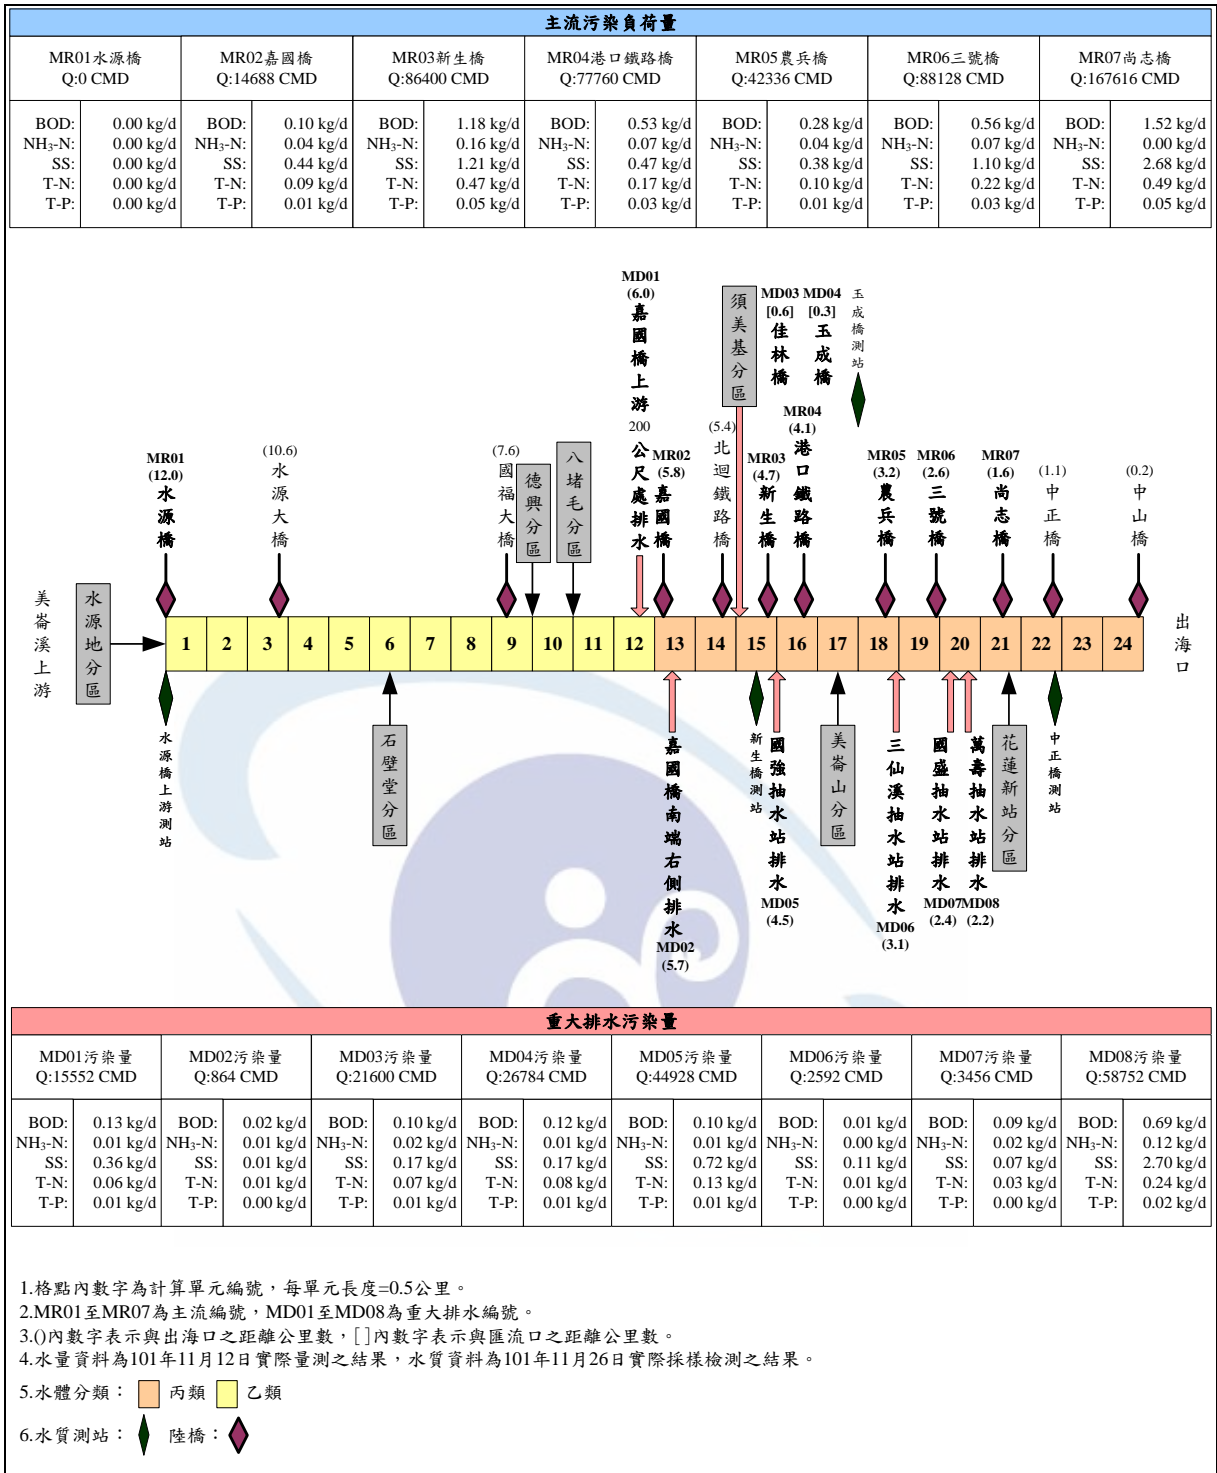 主流污染負荷量
MR01水源橋
Q:0 CMD
MR02嘉國橋
Q:14688 CMD
MR03新生橋
Q:86400 CMD
MR04港口鐵路橋
Q:77760 CMD
MR05農兵橋
Q:42336 CMD
MR06三號橋
Q:88128 CMD
MR07尚志橋
Q:167616 CMD
BOD: 0.00 kg/d
NH₃-N: 0.00 kg/d
SS: 0.00 kg/d
T-N: 0.00 kg/d
T-P: 0.00 kg/d
BOD: 0.10 kg/d
NH₃-N: 0.04 kg/d
SS: 0.44 kg/d
T-N: 0.09 kg/d
T-P: 0.01 kg/d
BOD: 1.18 kg/d
NH₃-N: 0.16 kg/d
SS: 1.21 kg/d
T-N: 0.47 kg/d
T-P: 0.05 kg/d
BOD: 0.53 kg/d
NH₃-N: 0.07 kg/d
SS: 0.47 kg/d
T-N: 0.17 kg/d
T-P: 0.03 kg/d
BOD: 0.28 kg/d
NH₃-N: 0.04 kg/d
SS: 0.38 kg/d
T-N: 0.10 kg/d
T-P: 0.01 kg/d
BOD: 0.56 kg/d
NH₃-N: 0.07 kg/d
SS: 1.10 kg/d
T-N: 0.22 kg/d
T-P: 0.03 kg/d
BOD: 1.52 kg/d
NH₃-N: 0.00 kg/d
SS: 2.68 kg/d
T-N: 0.49 kg/d
T-P: 0.05 kg/d
美崙溪上游
水源地分區
MR01
(12.0)
水源橋
(10.6)
水源大橋
(7.6)
國福大橋
德興分區
八堵毛分區
MD01
(6.0)
嘉國橋上游
200
公尺處排水
MR02
(5.8)
嘉國橋
(5.4)
北迴鐵路橋
須美基分區
MD03
[0.6]
佳林橋
MD04
[0.3]
玉成橋
玉成橋測站
MR03
(4.7)
新生橋
MR04
(4.1)
港口鐵路橋
MR05
(3.2)
農兵橋
MR06
(2.6)
三號橋
MR07
(1.6)
尚志橋
(1.1)
中正橋
(0.2)
中山橋
出海口
1 2 3 4 5 6 7 8 9 10 11 12 13 14 15 16 17 18 19 20 21 22 23 24
水源橋上游測站
石壁堂分區
嘉國橋南端右側排水
MD02
(5.7)
新生橋測站
國強抽水站排水
MD05
(4.5)
美崙山分區
三仙溪抽水站排水
MD06
(3.1)
國盛抽水站排水
MD07
(2.4)
萬壽抽水站排水
MD08
(2.2)
花蓮新站分區
中正橋測站
重大排水污染量
MD01污染量
Q:15552 CMD
MD02污染量
Q:864 CMD
MD03污染量
Q:21600 CMD
MD04污染量
Q:26784 CMD
MD05污染量
Q:44928 CMD
MD06污染量
Q:2592 CMD
MD07污染量
Q:3456 CMD
MD08污染量
Q:58752 CMD
BOD: 0.13 kg/d
NH₃-N: 0.01 kg/d
SS: 0.36 kg/d
T-N: 0.06 kg/d
T-P: 0.01 kg/d
BOD: 0.02 kg/d
NH₃-N: 0.01 kg/d
SS: 0.01 kg/d
T-N: 0.01 kg/d
T-P: 0.00 kg/d
BOD: 0.10 kg/d
NH₃-N: 0.02 kg/d
SS: 0.17 kg/d
T-N: 0.07 kg/d
T-P: 0.01 kg/d
BOD: 0.12 kg/d
NH₃-N: 0.01 kg/d
SS: 0.17 kg/d
T-N: 0.08 kg/d
T-P: 0.01 kg/d
BOD: 0.10 kg/d
NH₃-N: 0.01 kg/d
SS: 0.72 kg/d
T-N: 0.13 kg/d
T-P: 0.01 kg/d
BOD: 0.01 kg/d
NH₃-N: 0.00 kg/d
SS: 0.11 kg/d
T-N: 0.01 kg/d
T-P: 0.00 kg/d
BOD: 0.09 kg/d
NH₃-N: 0.02 kg/d
SS: 0.07 kg/d
T-N: 0.03 kg/d
T-P: 0.00 kg/d
BOD: 0.69 kg/d
NH₃-N: 0.12 kg/d
SS: 2.70 kg/d
T-N: 0.24 kg/d
T-P: 0.02 kg/d
1.格點內數字為計算單元編號，每單元長度=0.5公里。
2.MR01至MR07為主流編號，MD01至MD08為重大排水編號。
3.()內數字表示與出海口之距離公里數，[ ]內數字表示與匯流口之距離公里數。
4.水量資料為101年11月12日實際量測之結果，水質資料為101年11月26日實際採樣檢測之結果。
5.水體分類： 丙類 乙類
6.水質測站： 陸橋：